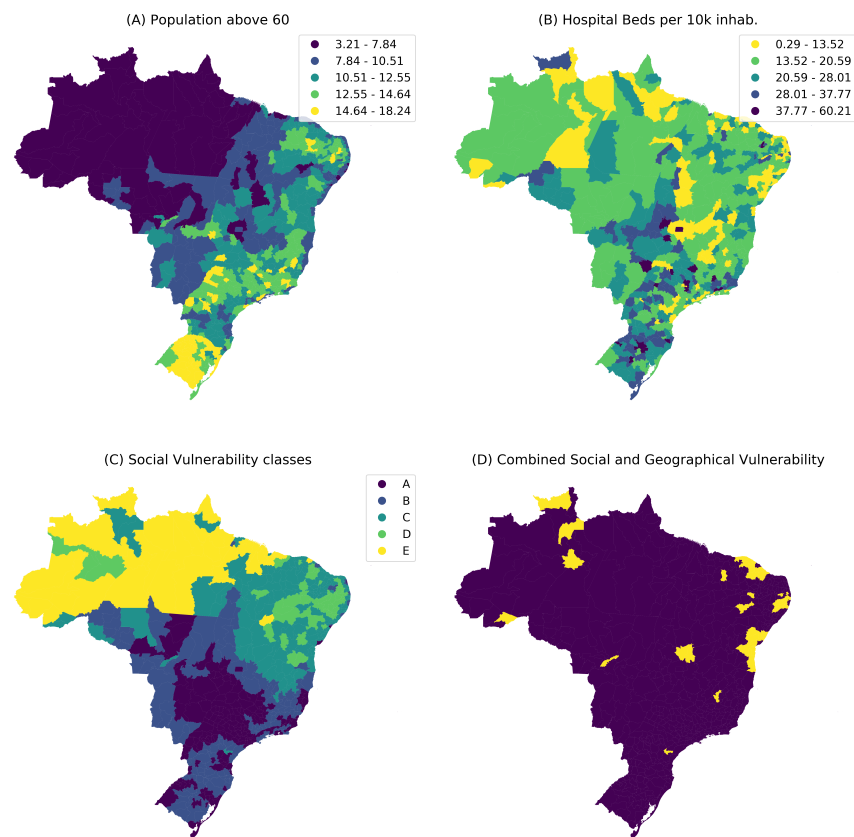 (A) Population above 60
3.21 - 7.84
7.84 - 10.51
10.51 - 12.55
12.55 - 14.64
14.64 - 18.24
(B) Hospital Beds per 10k inhab.
0.29 - 13.52
13.52 - 20.59
20.59 - 28.01
28.01 - 37.77
37.77 - 60.21
(C) Social Vulnerability classes
A
B
C
D
E
(D) Combined Social and Geographical Vulnerability